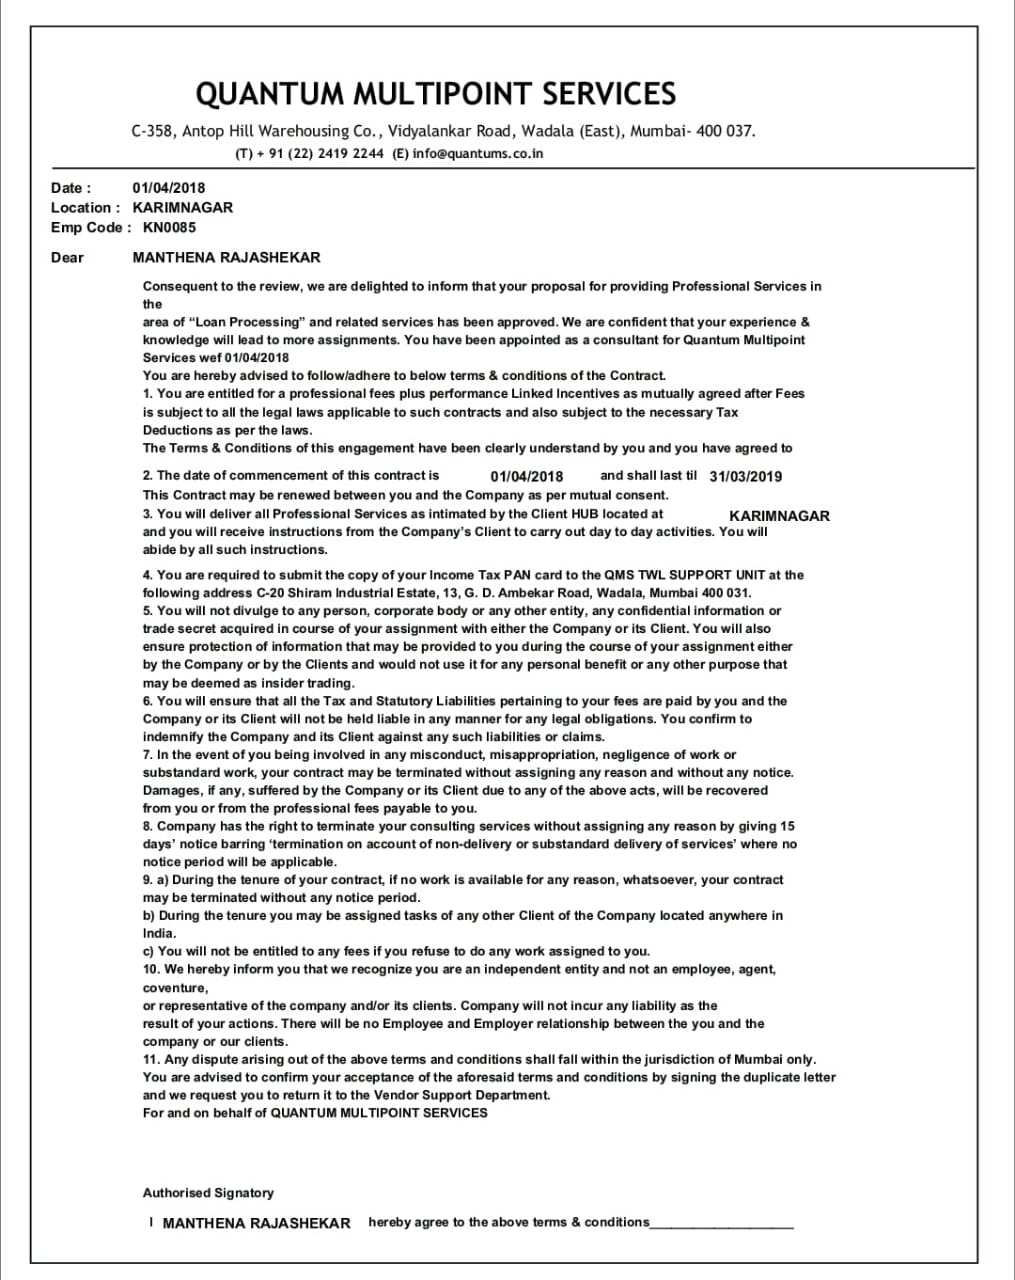 QUANTUM MULTIPOINT SERVICES
C-358, Antop Hill Warehousing Co., Vidyalankar Road, Wadala (East), Mumbai- 400 037.
(T) + 91 (22) 2419 2244 (E) info@quantums.co.in
Date : 01/04/2018
Location : KARIMNAGAR
Emp Code : KN0085
Dear MANTHENA RAJASHEKAR
Consequent to the review, we are delighted to inform that your proposal for providing Professional Services in
the
area of “Loan Processing” and related services has been approved. We are confident that your experience &
knowledge will lead to more assignments. You have been appointed as a consultant for Quantum Multipoint
Services wef 01/04/2018
You are hereby advised to follow/adhere to below terms & conditions of the Contract.
1. You are entitled for a professional fees plus performance Linked Incentives as mutually agreed after Fees
is subject to all the legal laws applicable to such contracts and also subject to the necessary Tax
Deductions as per the laws.
The Terms & Conditions of this engagement have been clearly understand by you and you have agreed to
2. The date of commencement of this contract is 01/04/2018 and shall last til 31/03/2019
This Contract may be renewed between you and the Company as per mutual consent.
3. You will deliver all Professional Services as intimated by the Client HUB located at KARIMNAGAR
and you will receive instructions from the Company’s Client to carry out day to day activities. You will
abide by all such instructions.
4. You are required to submit the copy of your Income Tax PAN card to the QMS TWL SUPPORT UNIT at the
following address C-20 Shiram Industrial Estate, 13, G. D. Ambekar Road, Wadala, Mumbai 400 031.
5. You will not divulge to any person, corporate body or any other entity, any confidential information or
trade secret acquired in course of your assignment with either the Company or its Client. You will also
ensure protection of information that may be provided to you during the course of your assignment either
by the Company or by the Clients and would not use it for any personal benefit or any other purpose that
may be deemed as insider trading.
6. You will ensure that all the Tax and Statutory Liabilities pertaining to your fees are paid by you and the
Company or its Client will not be held liable in any manner for any legal obligations. You confirm to
indemnify the Company and its Client against any such liabilities or claims.
7. In the event of you being involved in any misconduct, misappropriation, negligence of work or
substandard work, your contract may be terminated without assigning any reason and without any notice.
Damages, if any, suffered by the Company or its Client due to any of the above acts, will be recovered
from you or from the professional fees payable to you.
8. Company has the right to terminate your consulting services without assigning any reason by giving 15
days’ notice barring ‘termination on account of non-delivery or substandard delivery of services’ where no
notice period will be applicable.
9. a) During the tenure of your contract, if no work is available for any reason, whatsoever, your contract
may be terminated without any notice period.
b) During the tenure you may be assigned tasks of any other Client of the Company located anywhere in
India.
c) You will not be entitled to any fees if you refuse to do any work assigned to you.
10. We hereby inform you that we recognize you are an independent entity and not an employee, agent,
coventure,
or representative of the company and/or its clients. Company will not incur any liability as the
result of your actions. There will be no Employee and Employer relationship between the you and the
company or our clients.
11. Any dispute arising out of the above terms and conditions shall fall within the jurisdiction of Mumbai only.
You are advised to confirm your acceptance of the aforesaid terms and conditions by signing the duplicate letter
and we request you to return it to the Vendor Support Department.
For and on behalf of QUANTUM MULTIPOINT SERVICES
Authorised Signatory
I MANTHENA RAJASHEKAR hereby agree to the above terms & conditions____________________